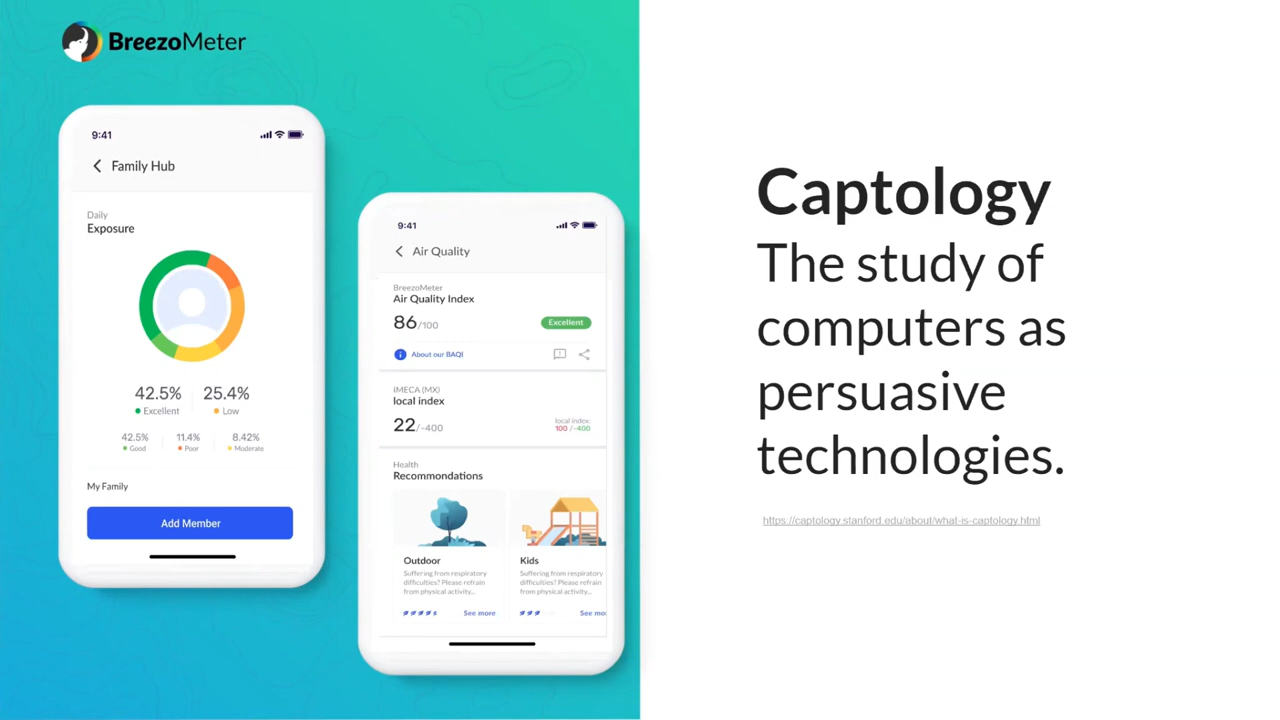 BreezoMeter
9:41
Family Hub
Daily
Exposure
42.5% 25.4%
Excellent Low
42.5% 11.4% 8.42%
Good Poor Moderate
My Family
Add Member
9:41
Air Quality
BreezoMeter
Air Quality Index
86/100 Excellent
i About our BAQI
IMECA (MX)
local index
local index:
22/-400 100 /-400
Health
Recommondations
Outdoor
Suffering from respiratory
difficulties? Please refrain
from physical activity...
See more
Kids
Suffering from respiratory
difficulties? Please refrain
from physical activity...
See mo
Captology
The study of
computers as
persuasive
technologies.
https://captology.stanford.edu/about/what-is-captology.html